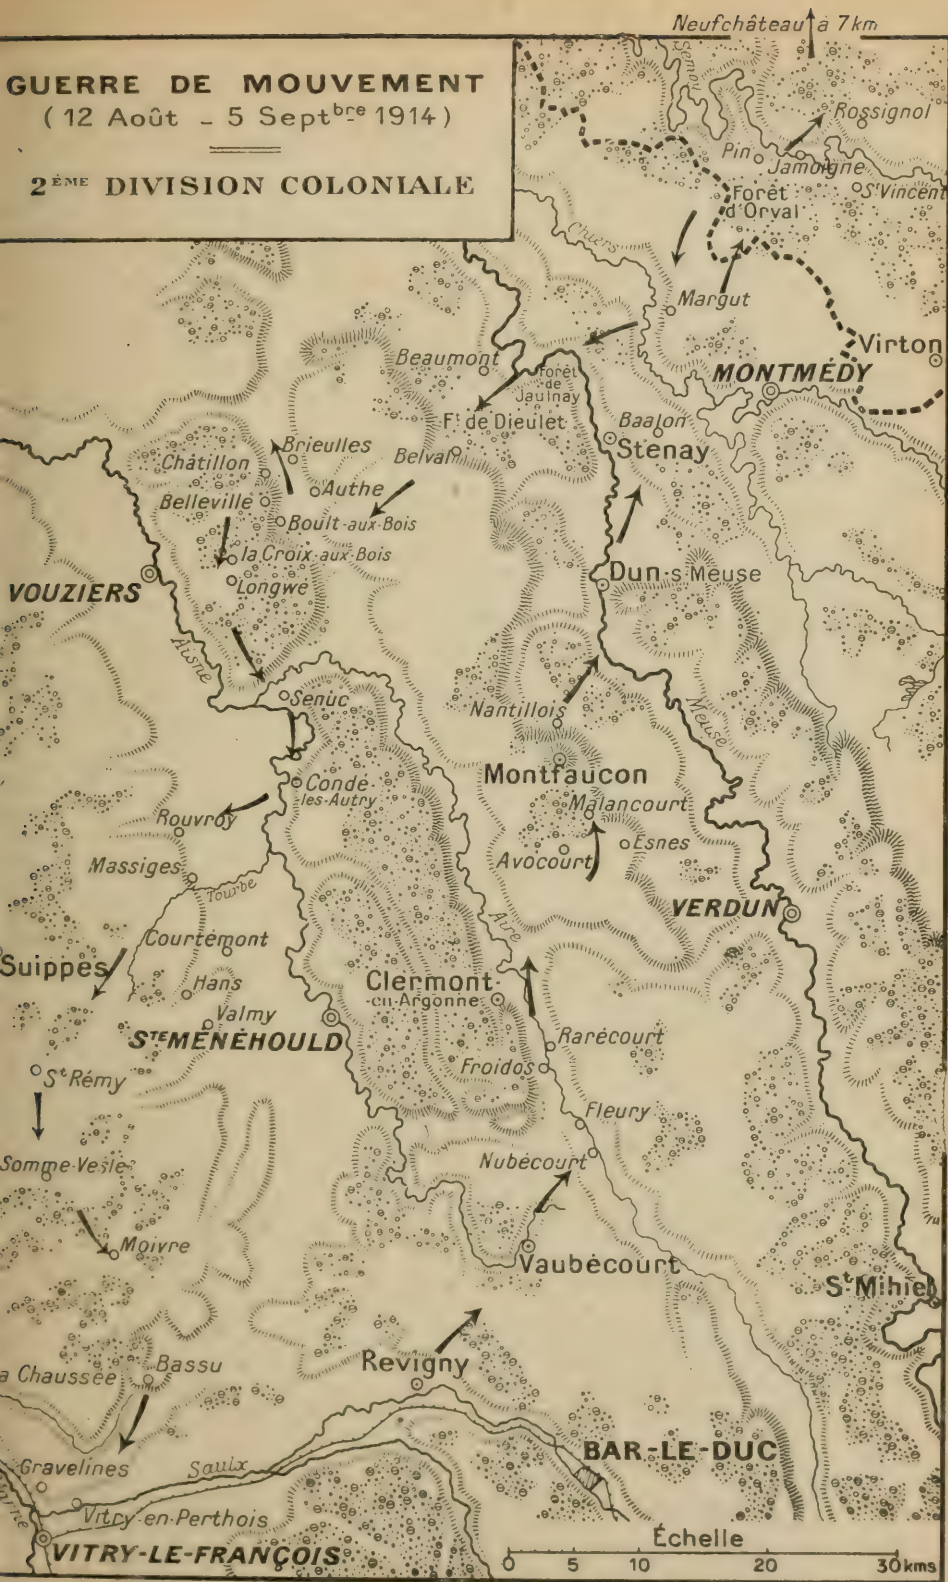 Neufchâteau à 7km
GUERRE DE MOUVEMENT
(12 Août - 5 Septbre 1914)
2ÈME DIVISION COLONIALE
Rossignol
Pin
Jamoigne
St Vincent
Forêt
d'Orval
Chiers
Margut
Virton
MONTMÉDY
Beaumont
Forêt
de
Jaulnay
Ft. de Dieulet
Baalon
Stenay
Brieulles
Belval
Châtillon
Authe
Belleville
Boult-aux-Bois
la Croix-aux-Bois
Longwé
VOUZIERS
Dun-s-Meuse
Aisne
Senuc
Nantillois
Meuse
Montfaucon
Condé-
-les-Autry
Malancourt
Rouvroy
Esnes
Avocourt
Massiges
Tourbe
VERDUN
Aire
Courtémont
Suippes
Hans
Clermont-
-en-Argonne
Valmy
STE MÉNÉHOULD
Rarécourt
Froidos
St Rémy
Fleury
Nubécourt
Somme-Vesle
Moivre
Vaubécourt
St Mihiel
Revigny
Bassu
a Chaussée
BAR-LE-DUC
Gravelines
Saulx
Vitry-en-Perthois
VITRY-LE-FRANÇOIS
Échelle
0 5 10 20 30kms